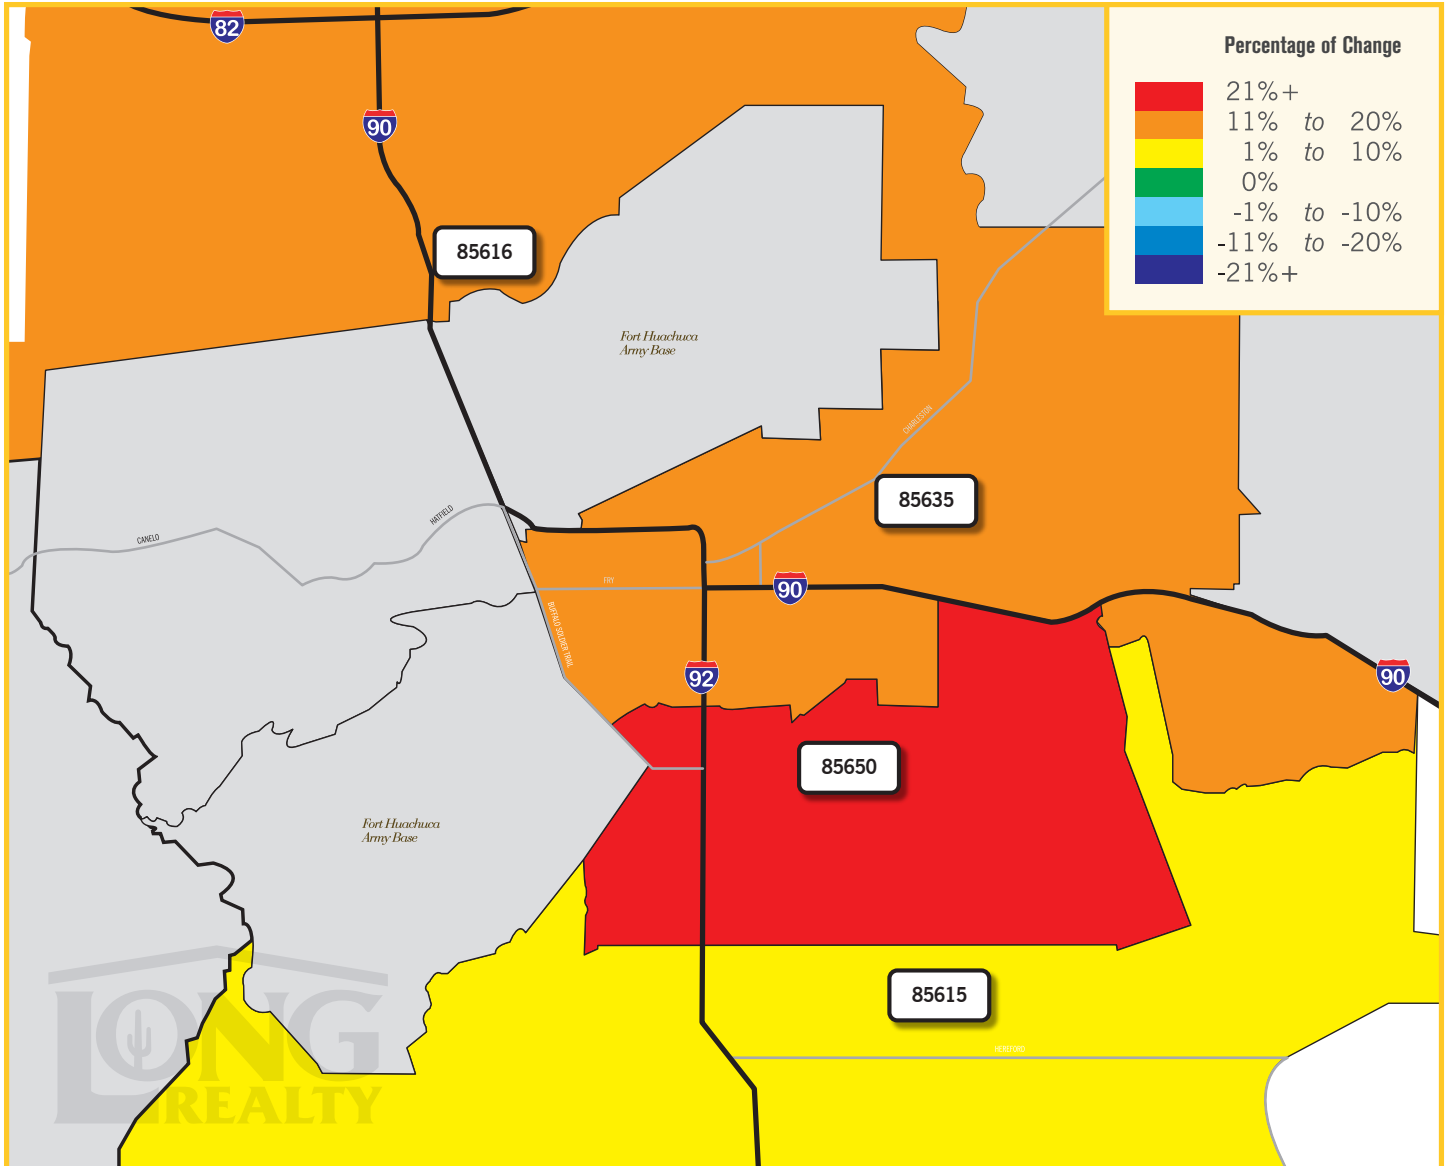 82
Percentage of Change
21%+
11% to 20%
1% to 10%
0%
-1% to -10%
-11% to -20%
-21%+
90
85616
Fort Huachuca
Army Base
CHARLESTON
85635
HATFIELD
CANELO
FRY
90
BUFFALO SOLDIER TRAIL
92
90
85650
Fort Huachuca
Army Base
85615
LONG
REALTY
HEREFORD